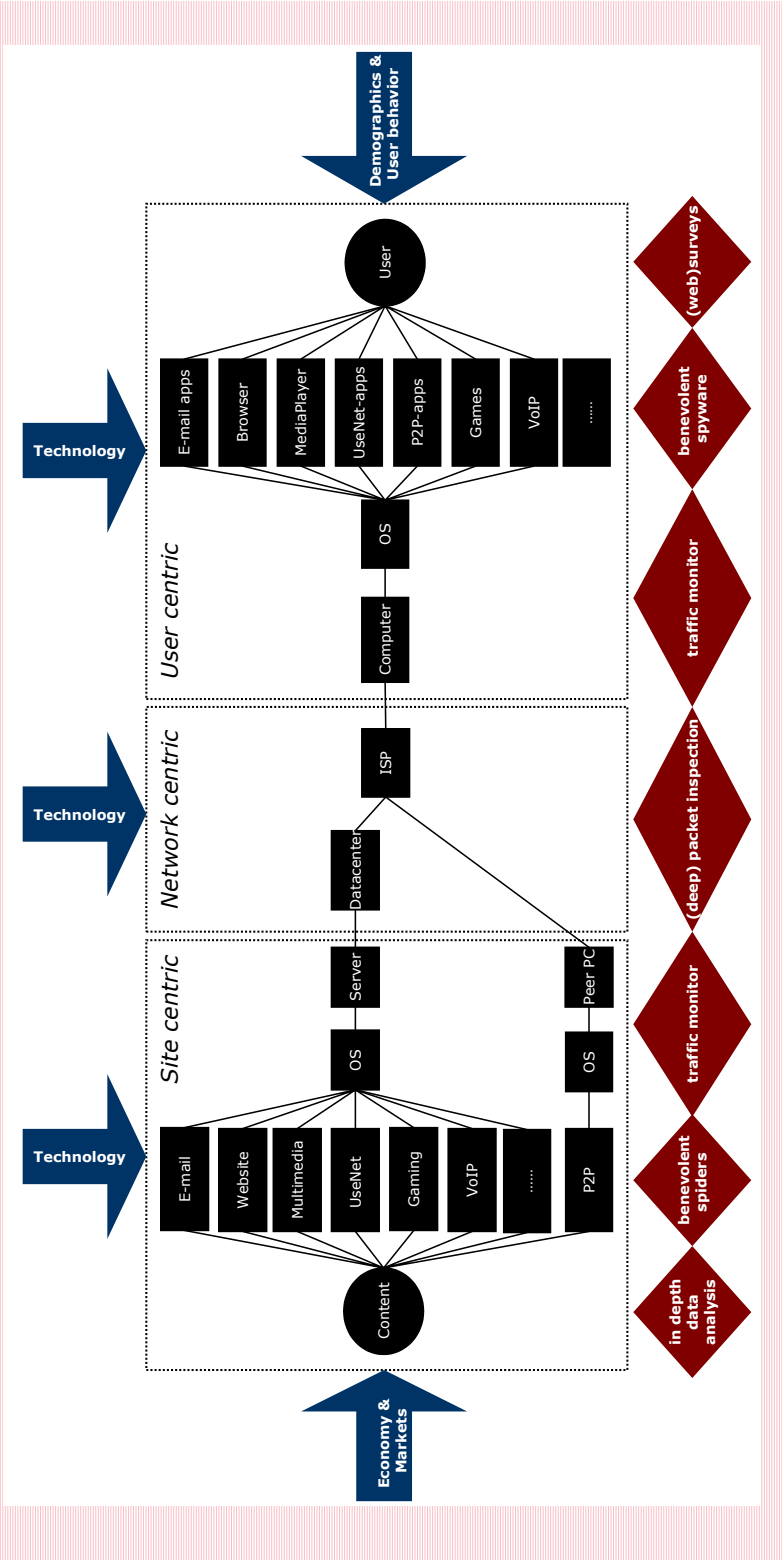 Technology
Technology
Technology
Site centric
Network centric
User centric
Economy &
Markets
Content
E-mail
Website
Multimedia
UseNet
Gaming
VoIP
......
P2P
OS
Server
OS
Peer PC
Datacenter
ISP
Computer
OS
E-mail apps
Browser
MediaPlayer
UseNet-apps
P2P-apps
Games
VoIP
......
User
Demographics &
User behavior
in depth
data
analysis
benevolent
spiders
traffic monitor
(deep) packet inspection
traffic monitor
benevolent
spyware
(web)surveys